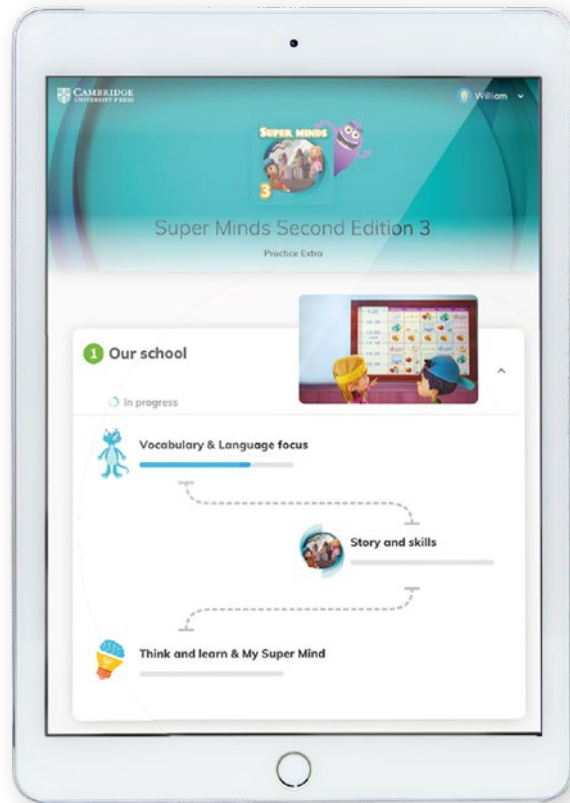 CAMBRIDGE
UNIVERSITY PRESS
William
SUPER MINDS
3
Super Minds Second Edition 3
Practice Extra
1 Our school
In progress
Vocabulary & Language focus
Story and skills
Think and learn & My Super Mind